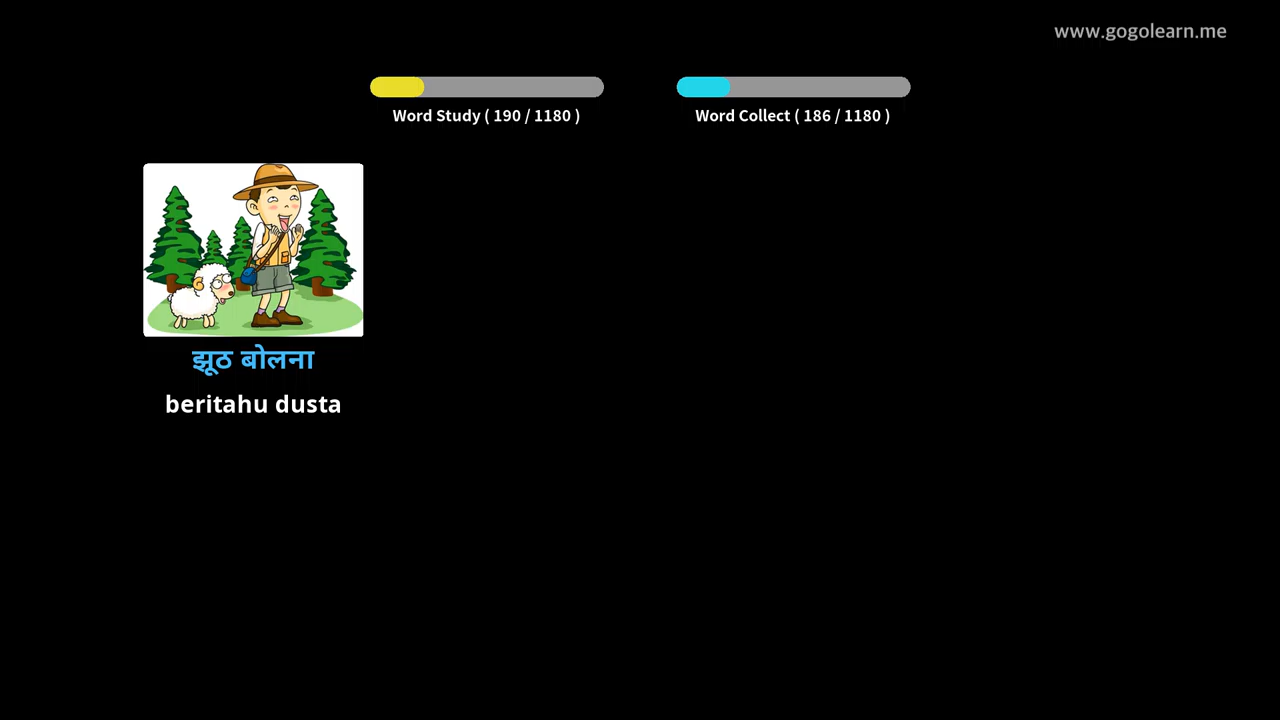 www.gogolearn.me
Word Study ( 190 / 1180 )
Word Collect ( 186 / 1180 )
झूठ बोलना
beritahu dusta